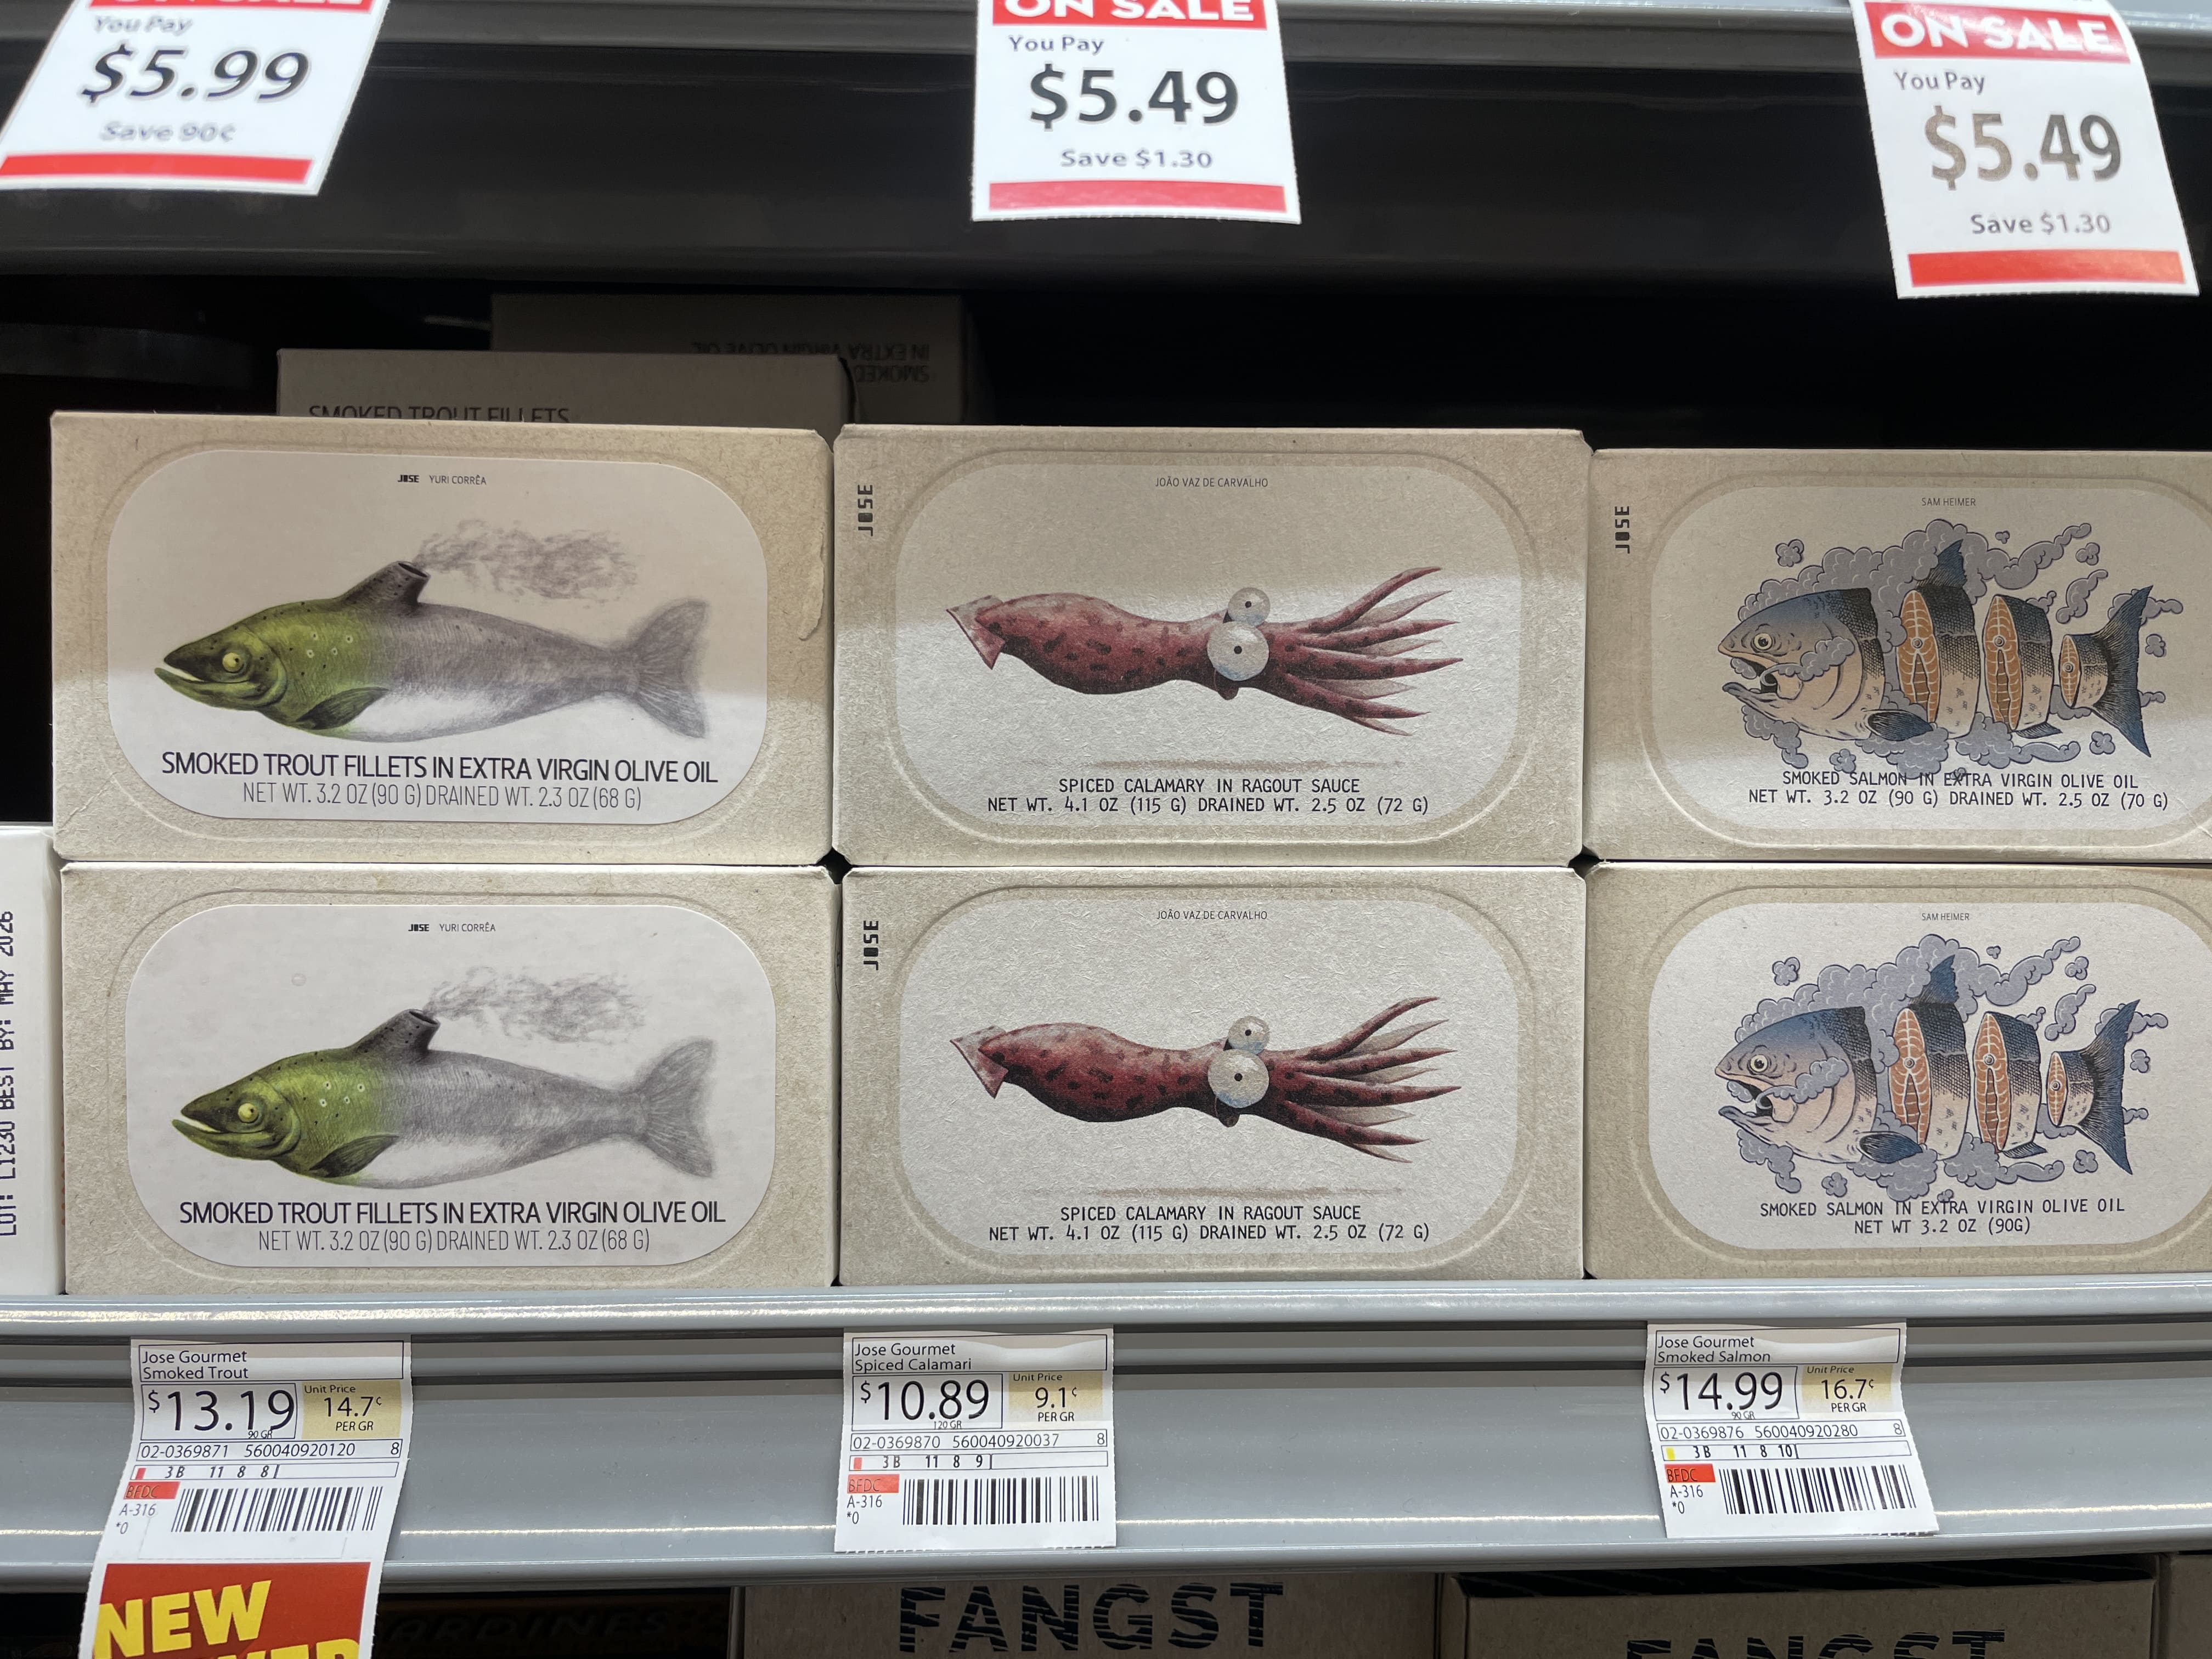 ON SALE
You Pay
$5.99
Save 90¢
ON SALE
You Pay
$5.49
Save $1.30
ON SALE
You Pay
$5.49
Save $1.30
SMOKED
IN EXTRA VIRGIN OLIVE OIL
SMOKED TROUT FILLETS
JOSE YURI CORRÊA
SMOKED TROUT FILLETS IN EXTRA VIRGIN OLIVE OIL
NET WT. 3.2 OZ (90 G) DRAINED WT. 2.3 OZ (68 G)
JOSE
JOÃO VAZ DE CARVALHO
SPICED CALAMARY IN RAGOUT SAUCE
NET WT. 4.1 OZ (115 G) DRAINED WT. 2.5 OZ (72 G)
JOSE
SAM HEIMER
SMOKED SALMON IN EXTRA VIRGIN OLIVE OIL
NET WT. 3.2 OZ (90 G) DRAINED WT. 2.5 OZ (70 G)
LOT: L1230 BEST BY: MAY 2026
JOSE YURI CORRÊA
SMOKED TROUT FILLETS IN EXTRA VIRGIN OLIVE OIL
NET WT. 3.2 OZ (90 G) DRAINED WT. 2.3 OZ (68 G)
JOSE
JOÃO VAZ DE CARVALHO
SPICED CALAMARY IN RAGOUT SAUCE
NET WT. 4.1 OZ (115 G) DRAINED WT. 2.5 OZ (72 G)
SAM HEIMER
SMOKED SALMON IN EXTRA VIRGIN OLIVE OIL
NET WT 3.2 OZ (90G)
Jose Gourmet
Smoked Trout
$13.19
90 GR
Unit Price
14.7¢
PER GR
02-0369871 560040920120 8
3B 11 8 8
BFDC
A-316
*0
NEW
Jose Gourmet
Spiced Calamari
$10.89
120 GR
Unit Price
9.1¢
PER GR
02-0369870 560040920037 8
3B 11 8 9
BFDC
A-316
*0
Jose Gourmet
Smoked Salmon
$14.99
90 GR
Unit Price
16.7¢
PER GR
02-0369876 560040920280 8
3B 11 8 10
BFDC
A-316
*0
FANGST
FANGST